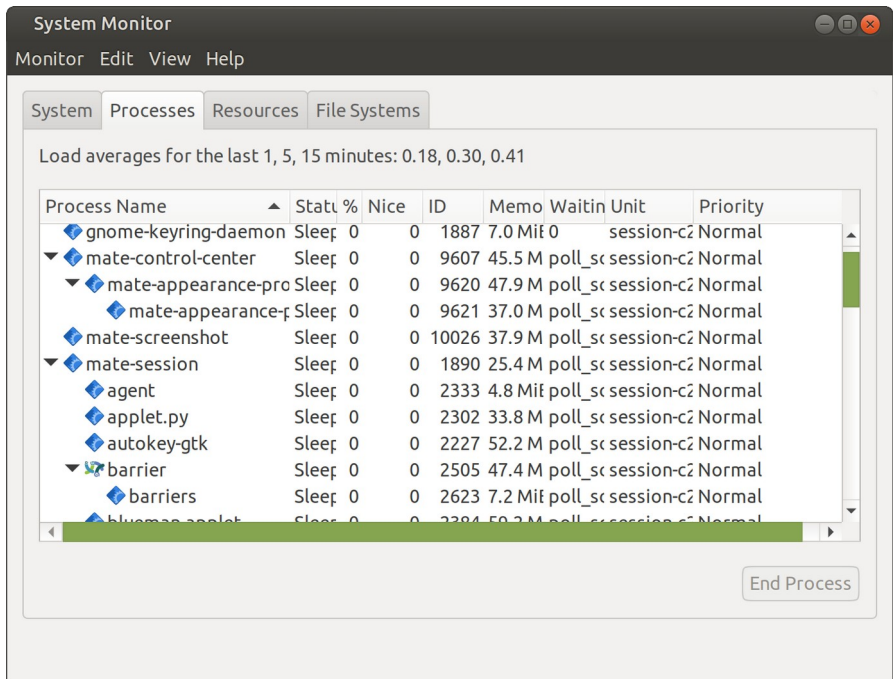 System Monitor
Monitor Edit View Help
System Processes Resources File Systems
Load averages for the last 1, 5, 15 minutes: 0.18, 0.30, 0.41
Process Name Statu % Nice ID Memo Waitin Unit Priority
gnome-keyring-daemon Sleep 0 0 1887 7.0 MiB 0 session-c2 Normal
mate-control-center Sleep 0 0 9607 45.5 M poll_sc session-c2 Normal
mate-appearance-pro Sleep 0 0 9620 47.9 M poll_sc session-c2 Normal
mate-appearance-p Sleep 0 0 9621 37.0 M poll_sc session-c2 Normal
mate-screenshot Sleep 0 0 10026 37.9 M poll_sc session-c2 Normal
mate-session Sleep 0 0 1890 25.4 M poll_sc session-c2 Normal
agent Sleep 0 0 2333 4.8 MiB poll_sc session-c2 Normal
applet.py Sleep 0 0 2302 33.8 M poll_sc session-c2 Normal
autokey-gtk Sleep 0 0 2227 52.2 M poll_sc session-c2 Normal
barrier Sleep 0 0 2505 47.4 M poll_sc session-c2 Normal
barriers Sleep 0 0 2623 7.2 MiB poll_sc session-c2 Normal
End Process